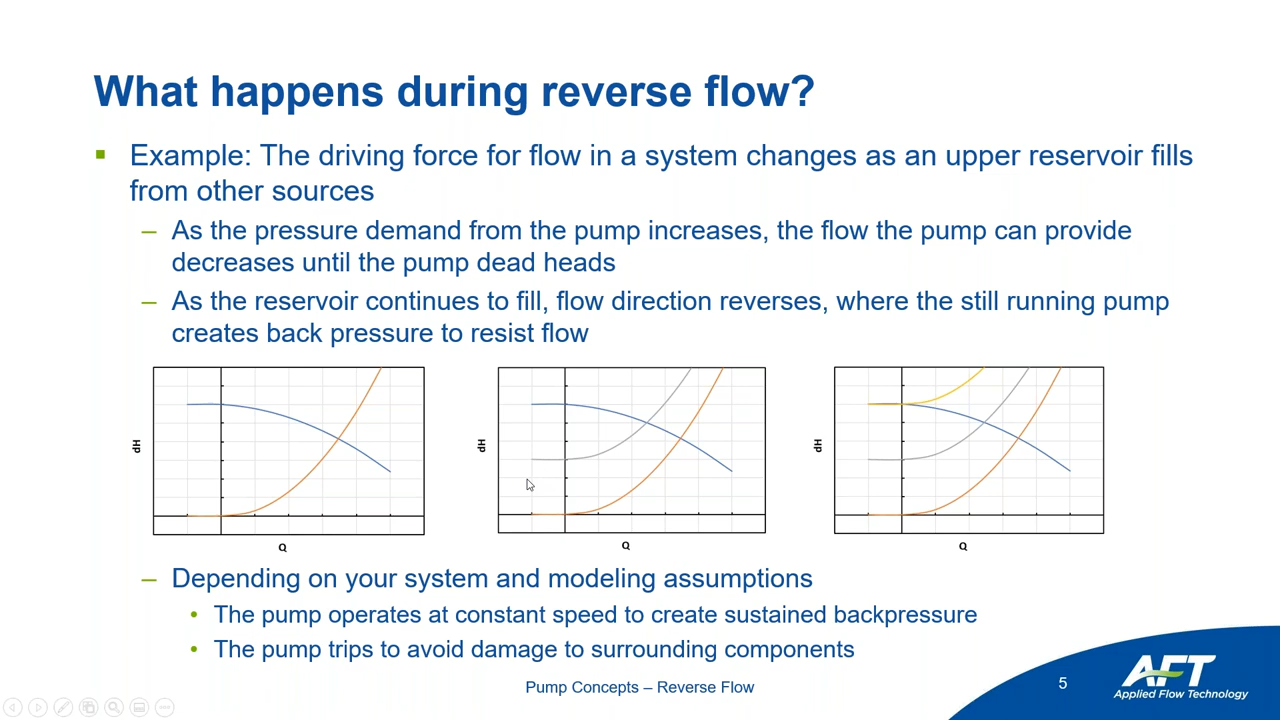 What happens during reverse flow?
Example: The driving force for flow in a system changes as an upper reservoir fills
from other sources
– As the pressure demand from the pump increases, the flow the pump can provide
decreases until the pump dead heads
– As the reservoir continues to fill, flow direction reverses, where the still running pump
creates back pressure to resist flow
dH
Q
dH
Q
dH
Q
– Depending on your system and modeling assumptions
• The pump operates at constant speed to create sustained backpressure
• The pump trips to avoid damage to surrounding components
Pump Concepts – Reverse Flow
5
AFT
Applied Flow Technology